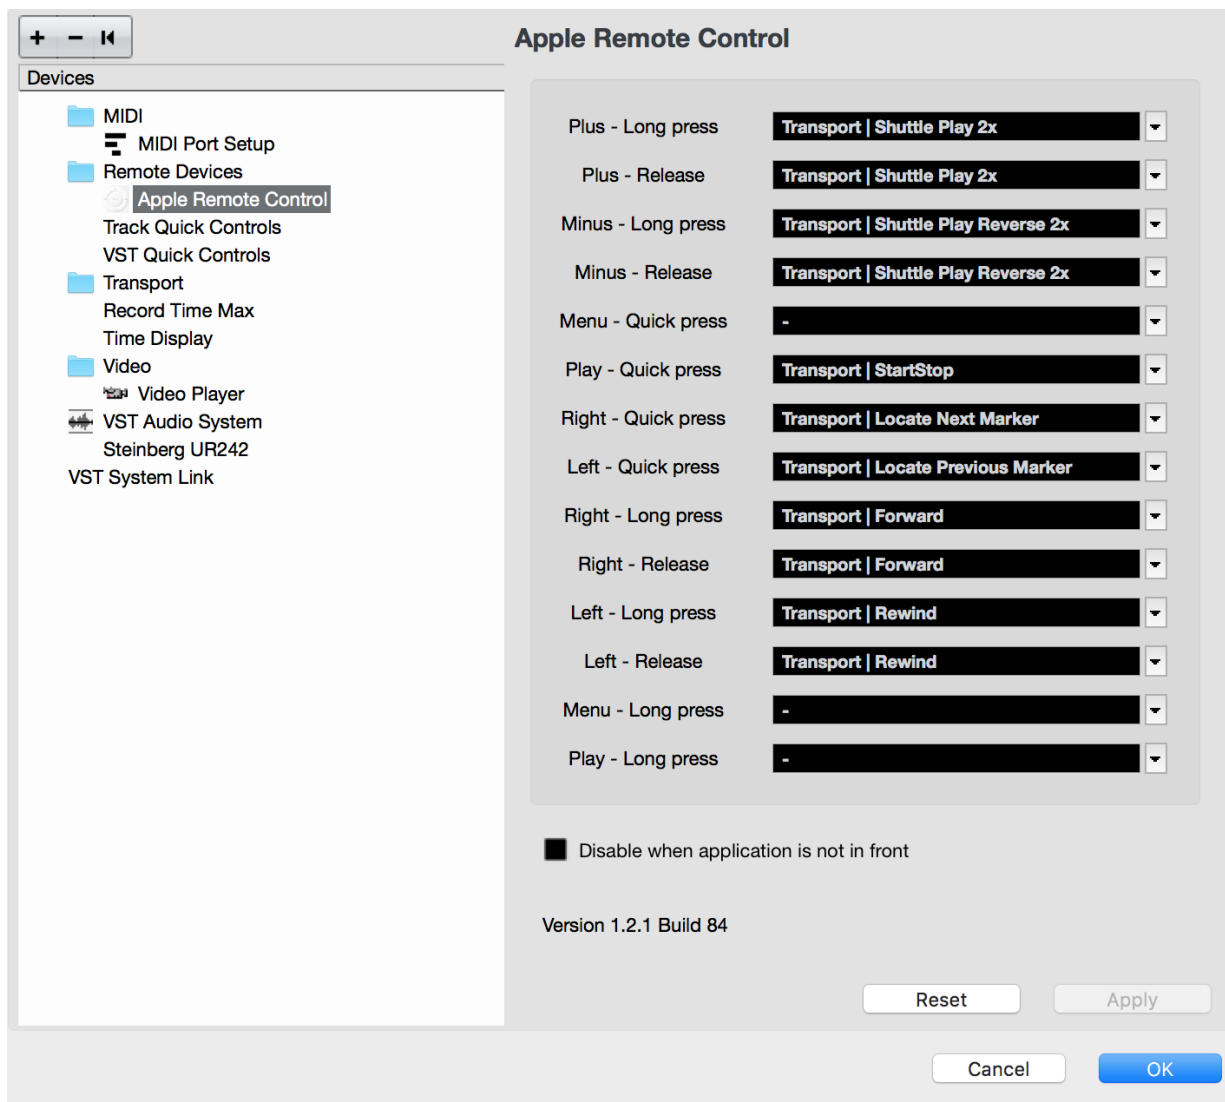 Apple Remote Control
Devices
MIDI
MIDI Port Setup
Remote Devices
Apple Remote Control
Track Quick Controls
VST Quick Controls
Transport
Record Time Max
Time Display
Video
Video Player
VST Audio System
Steinberg UR242
VST System Link
Plus - Long press Transport | Shuttle Play 2x
Plus - Release Transport | Shuttle Play 2x
Minus - Long press Transport | Shuttle Play Reverse 2x
Minus - Release Transport | Shuttle Play Reverse 2x
Menu - Quick press -
Play - Quick press Transport | StartStop
Right - Quick press Transport | Locate Next Marker
Left - Quick press Transport | Locate Previous Marker
Right - Long press Transport | Forward
Right - Release Transport | Forward
Left - Long press Transport | Rewind
Left - Release Transport | Rewind
Menu - Long press -
Play - Long press -
Disable when application is not in front
Version 1.2.1 Build 84
Reset Apply
Cancel OK